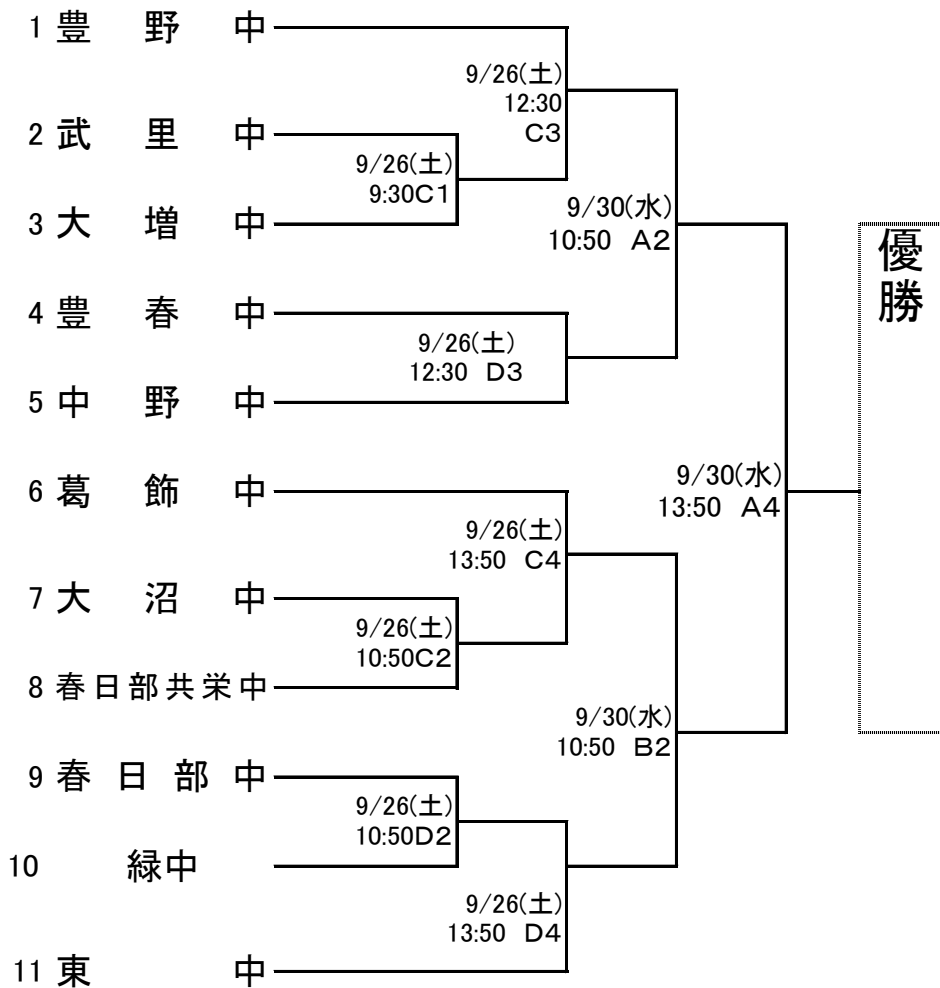 1 豊野中
9/26(土)
12:30
C3
2 武里中
9/26(土)
9:30C1
3 大増中
9/30(水)
10:50 A2
優勝
4 豊春中
9/26(土)
12:30 D3
5 中野中
6 葛飾中
9/30(水)
13:50 A4
9/26(土)
13:50 C4
7 大沼中
9/26(土)
10:50C2
8 春日部共栄中
9/30(水)
10:50 B2
9 春日部中
9/26(土)
10:50D2
10 緑中
9/26(土)
13:50 D4
11 東中